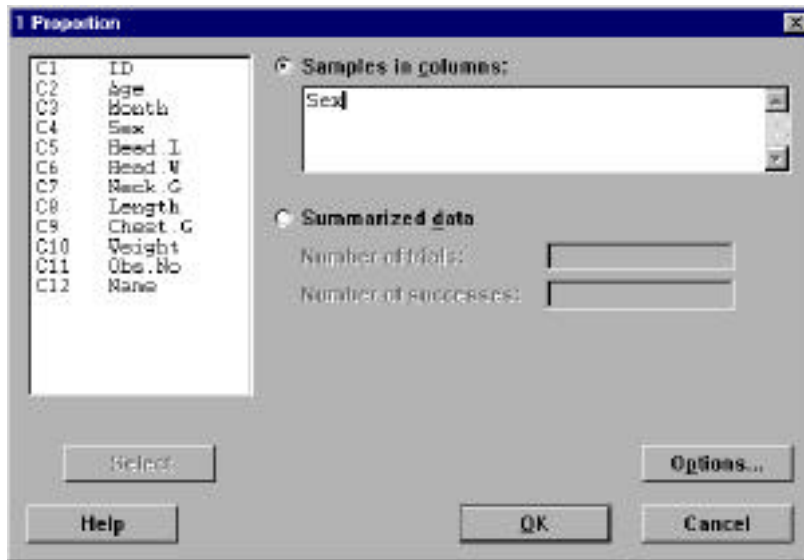 1 Proportion
C1 ID
C2 Age
C3 Month
C4 Sex
C5 Head.L
C6 Head.W
C7 Neck.G
C8 Length
C9 Chest.G
C10 Weight
C11 Obs.No
C12 Name
Samples in columns:
Sex
Summarized data
Number of trials:
Number of successes:
Select
Options...
Help
OK
Cancel